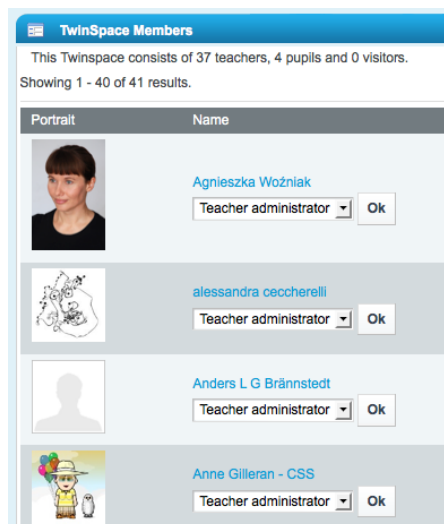 TwinSpace Members
This Twinspace consists of 37 teachers, 4 pupils and 0 visitors.
Showing 1 - 40 of 41 results.
Portrait Name
Agnieszka Woźniak
Teacher administrator Ok
alessandra ceccherelli
Teacher administrator Ok
Anders L G Brännstedt
Teacher administrator Ok
Anne Gilleran - CSS
Teacher administrator Ok